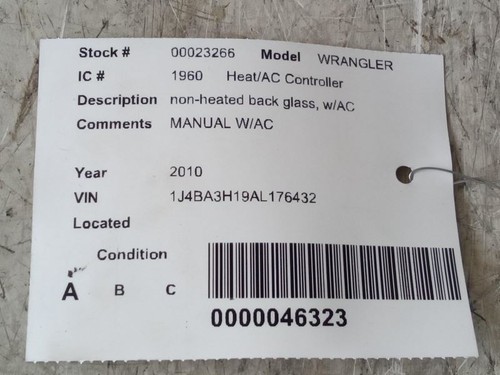 Stock # 00023266 Model WRANGLER
IC # 1960 Heat/AC Controller
Description non-heated back glass, w/AC
Comments MANUAL W/AC
Year 2010
VIN 1J4BA3H19AL176432
Located
Condition
A B C
0000046323